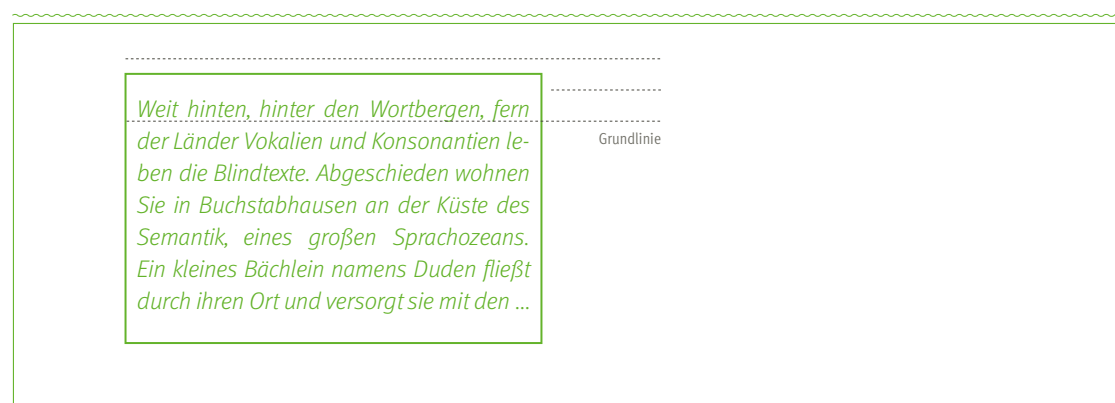 Weit hinten, hinter den Wortbergen, fern
der Länder Vokalien und Konsonantien le-
ben die Blindtexte. Abgeschieden wohnen
Sie in Buchstabhausen an der Küste des
Semantik, eines großen Sprachozeans.
Ein kleines Bächlein namens Duden fließt
durch ihren Ort und versorgt sie mit den ...
Grundlinie